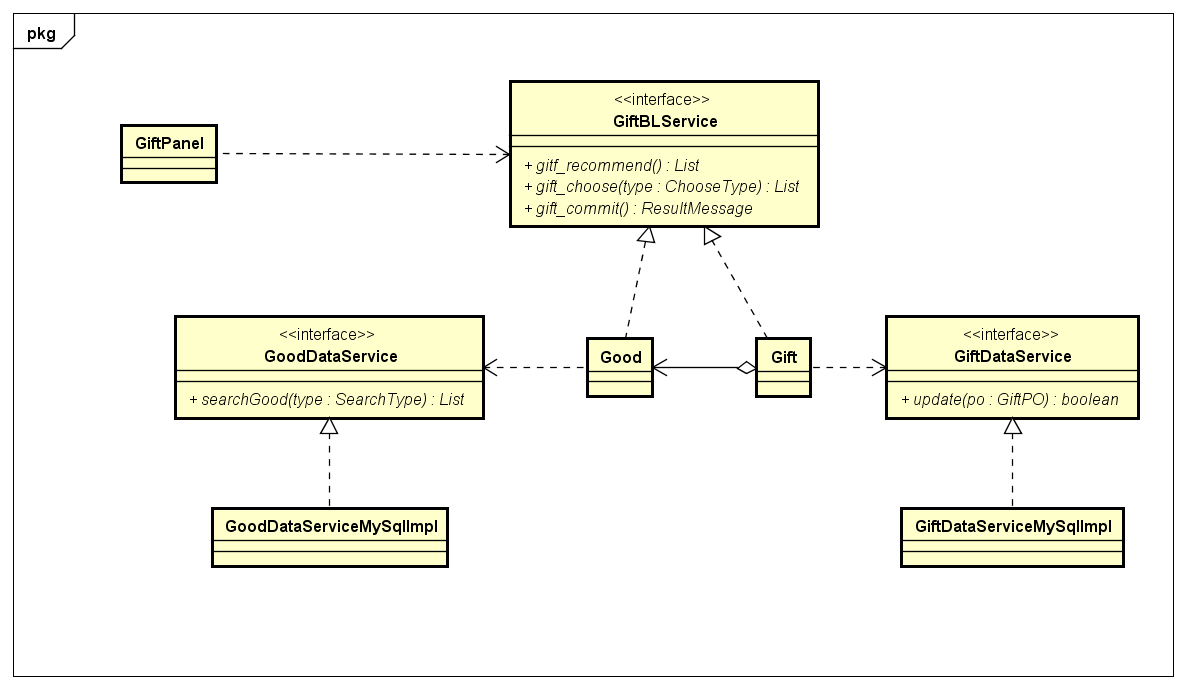 pkg
<<interface>>
GiftBLService
GiftPanel
+ gitf_recommend() : List
+ gift_choose(type : ChooseType) : List
+ gift_commit() : ResultMessage
<<interface>>
GoodDataService
+ searchGood(type : SearchType) : List
Good
Gift
<<interface>>
GiftDataService
+ update(po : GiftPO) : boolean
GoodDataServiceMySqlImpl
GiftDataServiceMySqlImpl